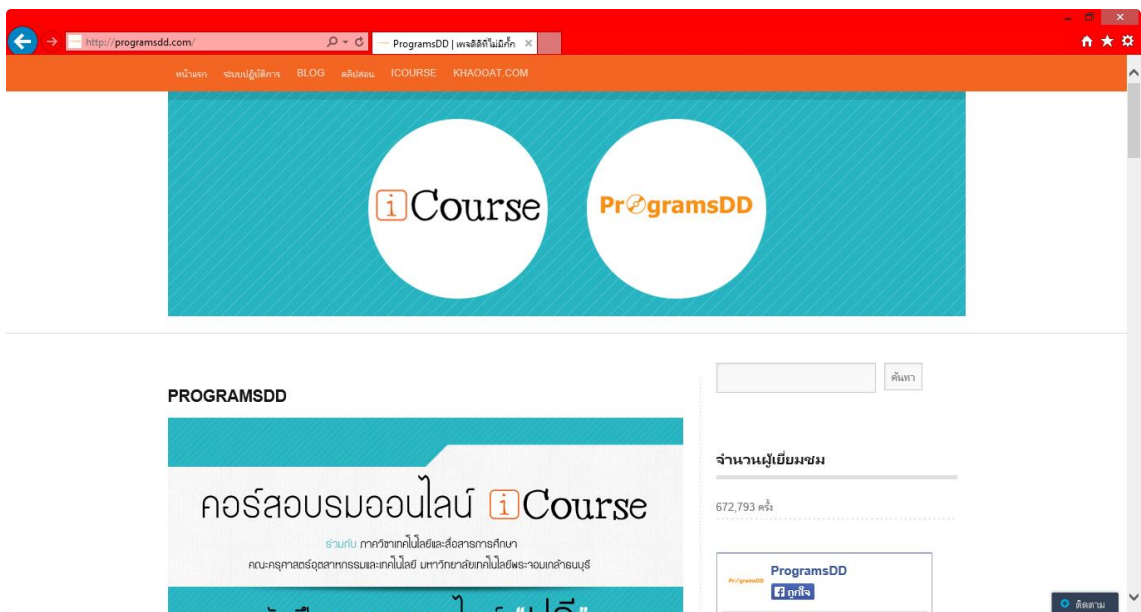 http://programsdd.com/
ProgramsDD | เพจดีดีที่ไม่มีกั๊ก
หน้าแรก ระบบปฏิบัติการ BLOG คลิปสอน ICOURSE KHAOOAT.COM
iCourse
ProgramsDD
ค้นหา
PROGRAMSDD
คอร์สอบรมออนไลน์ iCourse
ร่วมกับ ภาควิชาเทคโนโลยีและสื่อสารการศึกษา
คณะครุศาสตร์อุตสาหกรรมและเทคโนโลยี มหาวิทยาลัยเทคโนโลยีพระจอมเกล้าธนบุรี
จำนวนผู้เยี่ยมชม
672,793 ครั้ง
ProgramsDD
ProgramsDD
ถูกใจ
ติดตาม